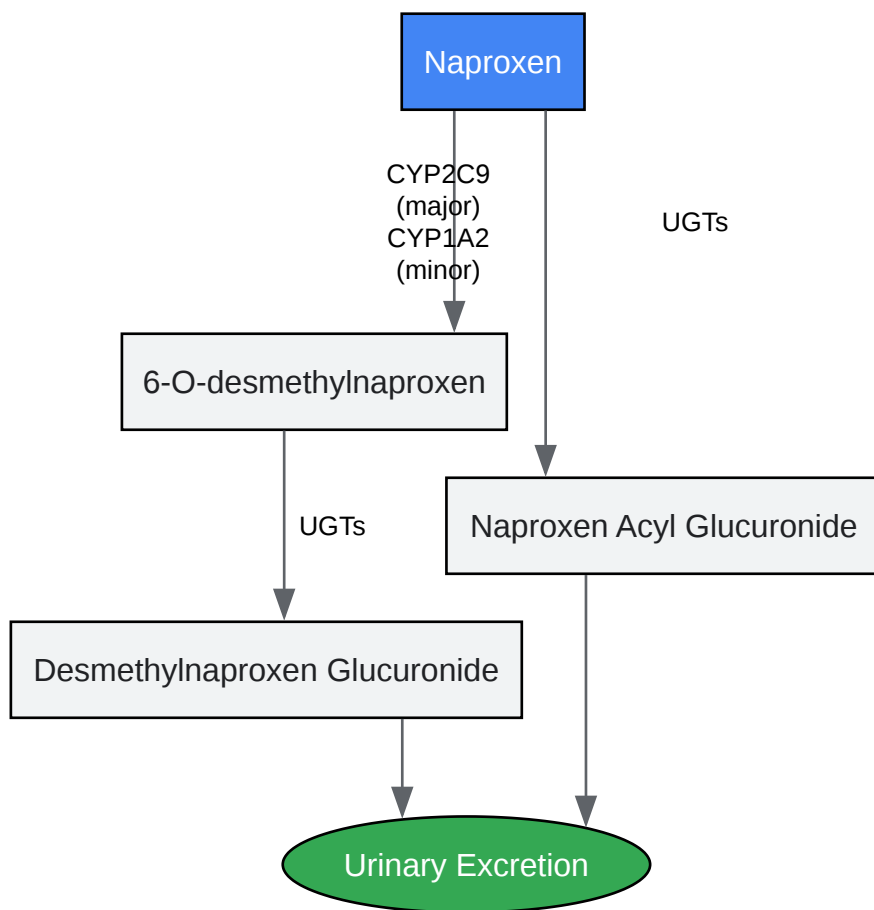 Naproxen
CYP2C9
(major)
CYP1A2
(minor)
UGTs
6-O-desmethylnaproxen
Naproxen Acyl Glucuronide
UGTs
Desmethylnaproxen Glucuronide
Urinary Excretion